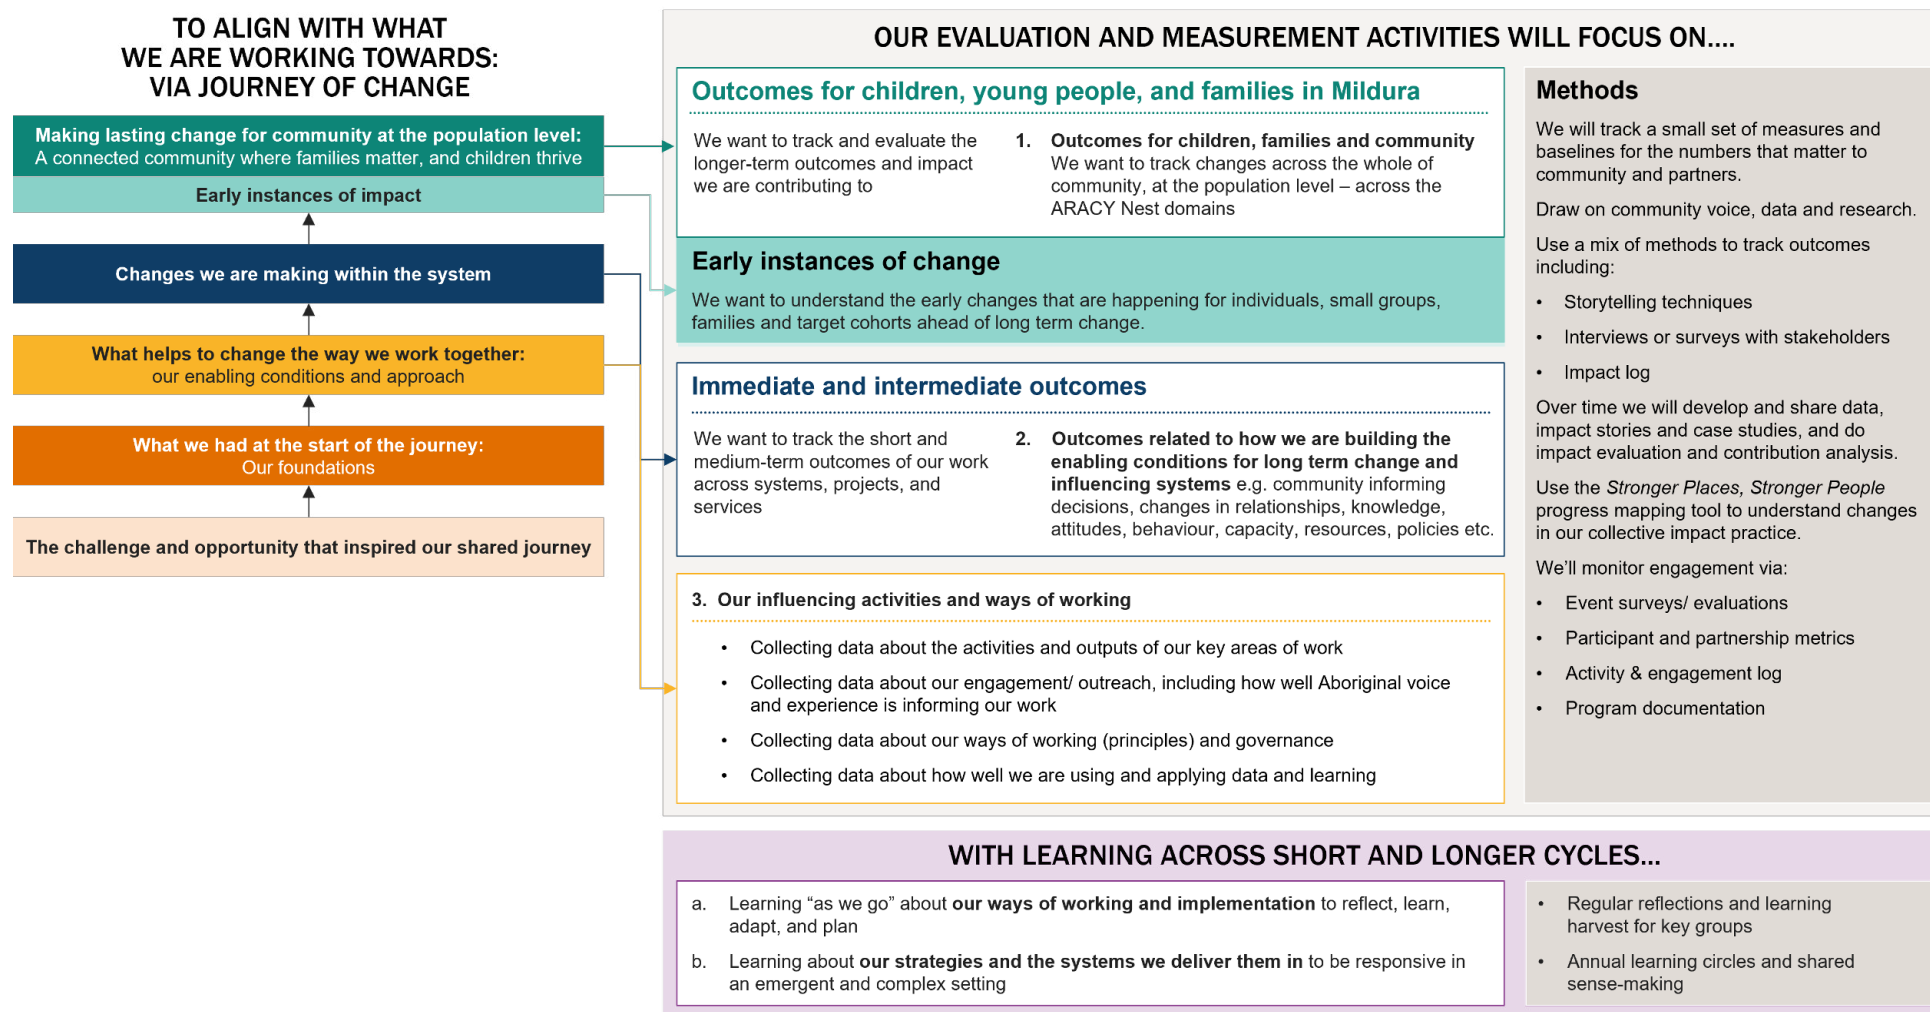 TO ALIGN WITH WHAT
WE ARE WORKING TOWARDS:
VIA JOURNEY OF CHANGE
Making lasting change for community at the population level:
A connected community where families matter, and children thrive
Early instances of impact
Changes we are making within the system
What helps to change the way we work together:
our enabling conditions and approach
What we had at the start of the journey:
Our foundations
The challenge and opportunity that inspired our shared journey
OUR EVALUATION AND MEASUREMENT ACTIVITIES WILL FOCUS ON....
Outcomes for children, young people, and families in Mildura
We want to track and evaluate the
longer-term outcomes and impact
we are contributing to
1. Outcomes for children, families and community
We want to track changes across the whole of
community, at the population level – across the
ARACY Nest domains
Early instances of change
We want to understand the early changes that are happening for individuals, small groups,
families and target cohorts ahead of long term change.
Immediate and intermediate outcomes
We want to track the short and
medium-term outcomes of our work
across systems, projects, and
services
2. Outcomes related to how we are building the
enabling conditions for long term change and
influencing systems e.g. community informing
decisions, changes in relationships, knowledge,
attitudes, behaviour, capacity, resources, policies etc.
3. Our influencing activities and ways of working
• Collecting data about the activities and outputs of our key areas of work
• Collecting data about our engagement/ outreach, including how well Aboriginal voice
and experience is informing our work
• Collecting data about our ways of working (principles) and governance
• Collecting data about how well we are using and applying data and learning
Methods
We will track a small set of measures and
baselines for the numbers that matter to
community and partners.
Draw on community voice, data and research.
Use a mix of methods to track outcomes
including:
• Storytelling techniques
• Interviews or surveys with stakeholders
• Impact log
Over time we will develop and share data,
impact stories and case studies, and do
impact evaluation and contribution analysis.
Use the Stronger Places, Stronger People
progress mapping tool to understand changes
in our collective impact practice.
We'll monitor engagement via:
• Event surveys/ evaluations
• Participant and partnership metrics
• Activity & engagement log
• Program documentation
WITH LEARNING ACROSS SHORT AND LONGER CYCLES...
a. Learning “as we go” about our ways of working and implementation to reflect, learn,
adapt, and plan
b. Learning about our strategies and the systems we deliver them in to be responsive in
an emergent and complex setting
• Regular reflections and learning
harvest for key groups
• Annual learning circles and shared
sense-making